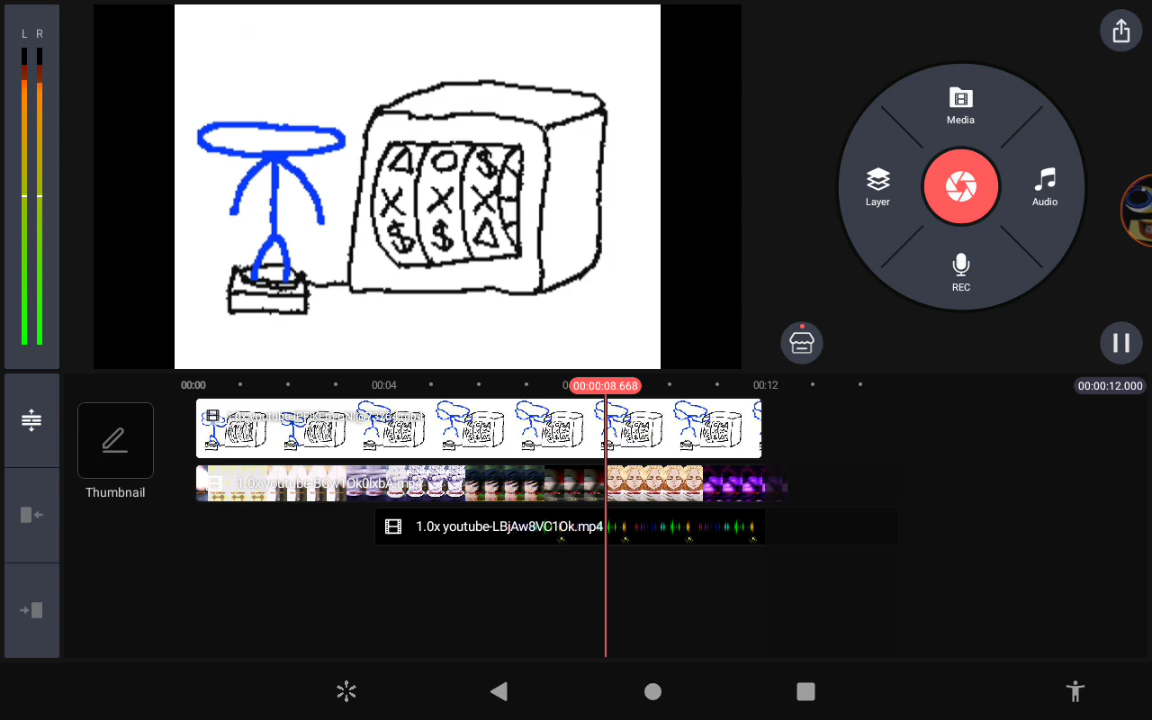 L R
Media
Layer
Audio
REC
00:00
00:04
00:00:08.668
00:12
00:00:12.000
Thumbnail
1.0x youtube-LBjAw8VC1Ok.mp4